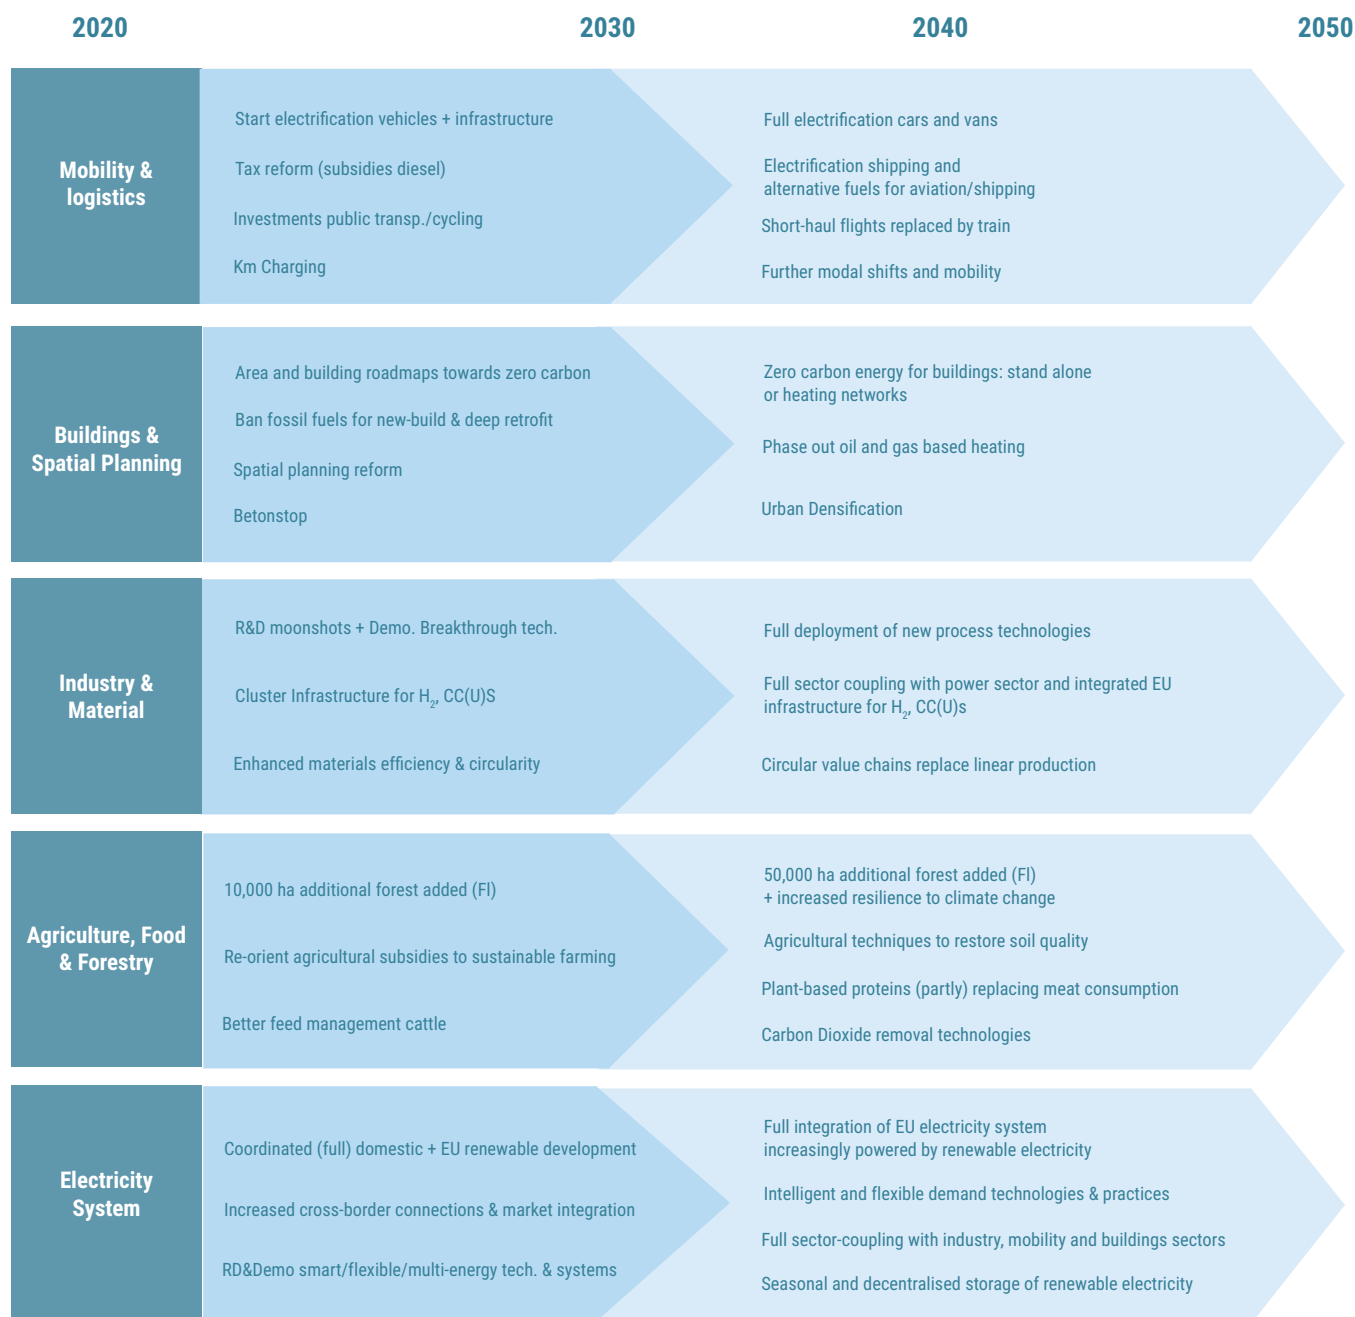 2020
2030
2040
2050
Mobility &
logistics
Start electrification vehicles + infrastructure
Tax reform (subsidies diesel)
Investments public transp./cycling
Km Charging
Full electrification cars and vans
Electrification shipping and
alternative fuels for aviation/shipping
Short-haul flights replaced by train
Further modal shifts and mobility
Buildings &
Spatial Planning
Area and building roadmaps towards zero carbon
Ban fossil fuels for new-build & deep retrofit
Spatial planning reform
Betonstop
Zero carbon energy for buildings: stand alone
or heating networks
Phase out oil and gas based heating
Urban Densification
Industry &
Material
R&D moonshots + Demo. Breakthrough tech.
Cluster Infrastructure for H₂, CC(U)S
Enhanced materials efficiency & circularity
Full deployment of new process technologies
Full sector coupling with power sector and integrated EU
infrastructure for H₂, CC(U)s
Circular value chains replace linear production
Agriculture, Food
& Forestry
10,000 ha additional forest added (Fl)
Re-orient agricultural subsidies to sustainable farming
Better feed management cattle
50,000 ha additional forest added (Fl)
+ increased resilience to climate change
Agricultural techniques to restore soil quality
Plant-based proteins (partly) replacing meat consumption
Carbon Dioxide removal technologies
Electricity
System
Coordinated (full) domestic + EU renewable development
Increased cross-border connections & market integration
RD&Demo smart/flexible/multi-energy tech. & systems
Full integration of EU electricity system
increasingly powered by renewable electricity
Intelligent and flexible demand technologies & practices
Full sector-coupling with industry, mobility and buildings sectors
Seasonal and decentralised storage of renewable electricity